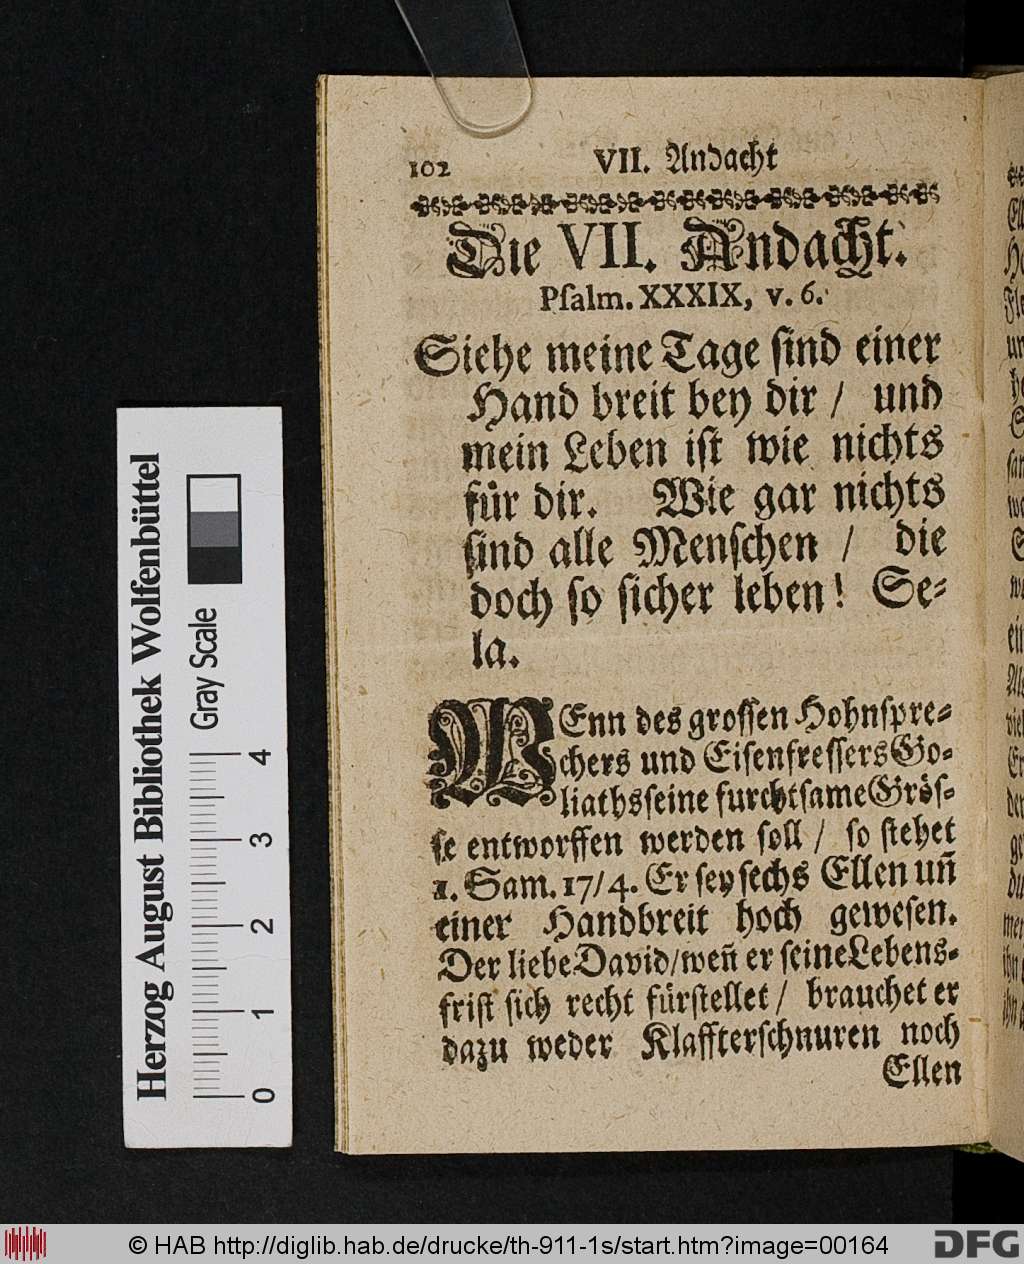 102 VII. Andacht
Die VII. Andacht.
Psalm. XXXIX, v. 6.
Siehe meine Tage sind einer
Hand breit bey dir / und
mein Leben ist wie nichts
für dir. Wie gar nichts
sind alle Menschen / die
doch so sicher leben! Se-
la.
WEnn des grossen Hohnspre-
chers und Eisenfressers Go-
liaths seine furchtsame Grös-
se entworffen werden soll / so stehet
1. Sam. 17/4. Er sey sechs Ellen un̄
einer Handbreit hoch gewesen.
Der liebe David/wen̄ er seine Lebens-
frist sich recht fürstellet / brauchet er
dazu weder Klaffterschnuren noch
Ellen
Herzog August Bibliothek Wolfenbüttel
Gray Scale
0 1 2 3 4
© HAB http://diglib.hab.de/drucke/th-911-1s/start.htm?image=00164
DFG